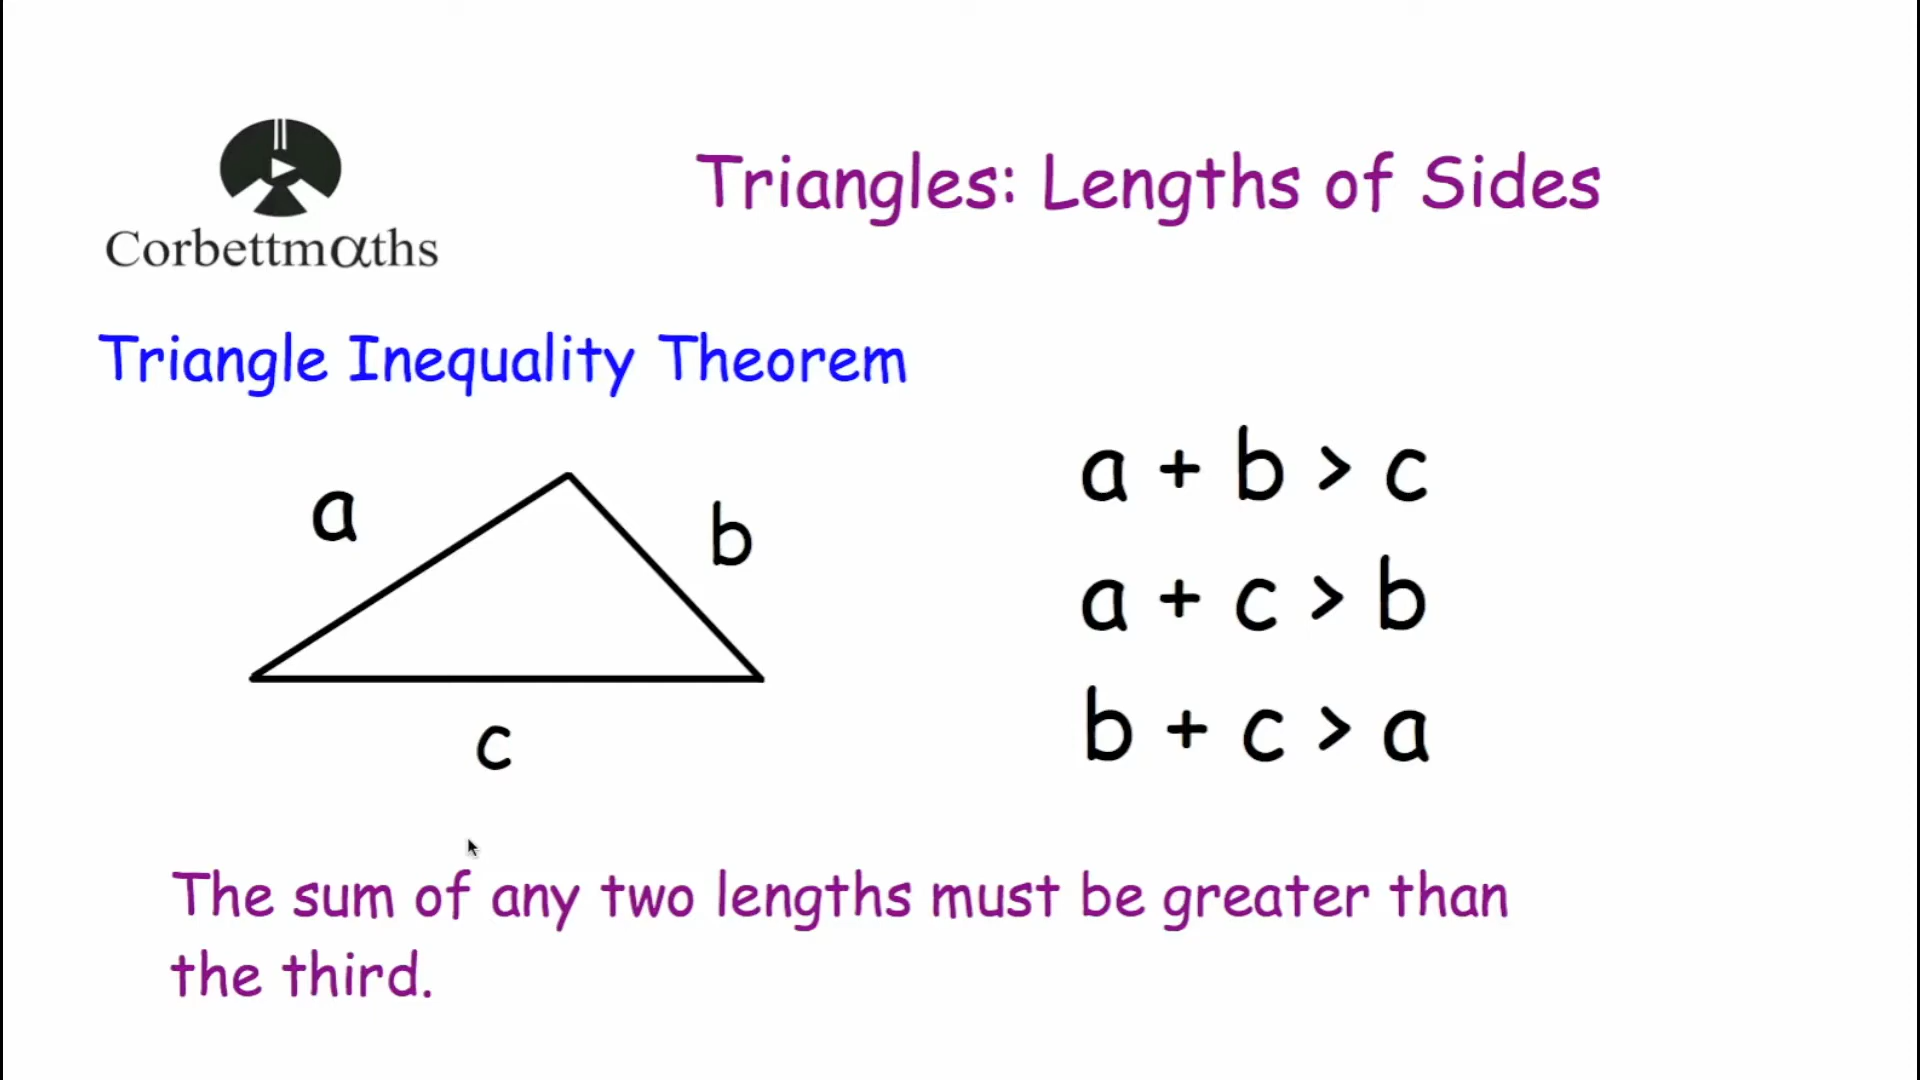 Corbettmαths
Triangles: Lengths of Sides
Triangle Inequality Theorem
a
b
c
a + b > c
a + c > b
b + c > a
The sum of any two lengths must be greater than
the third.